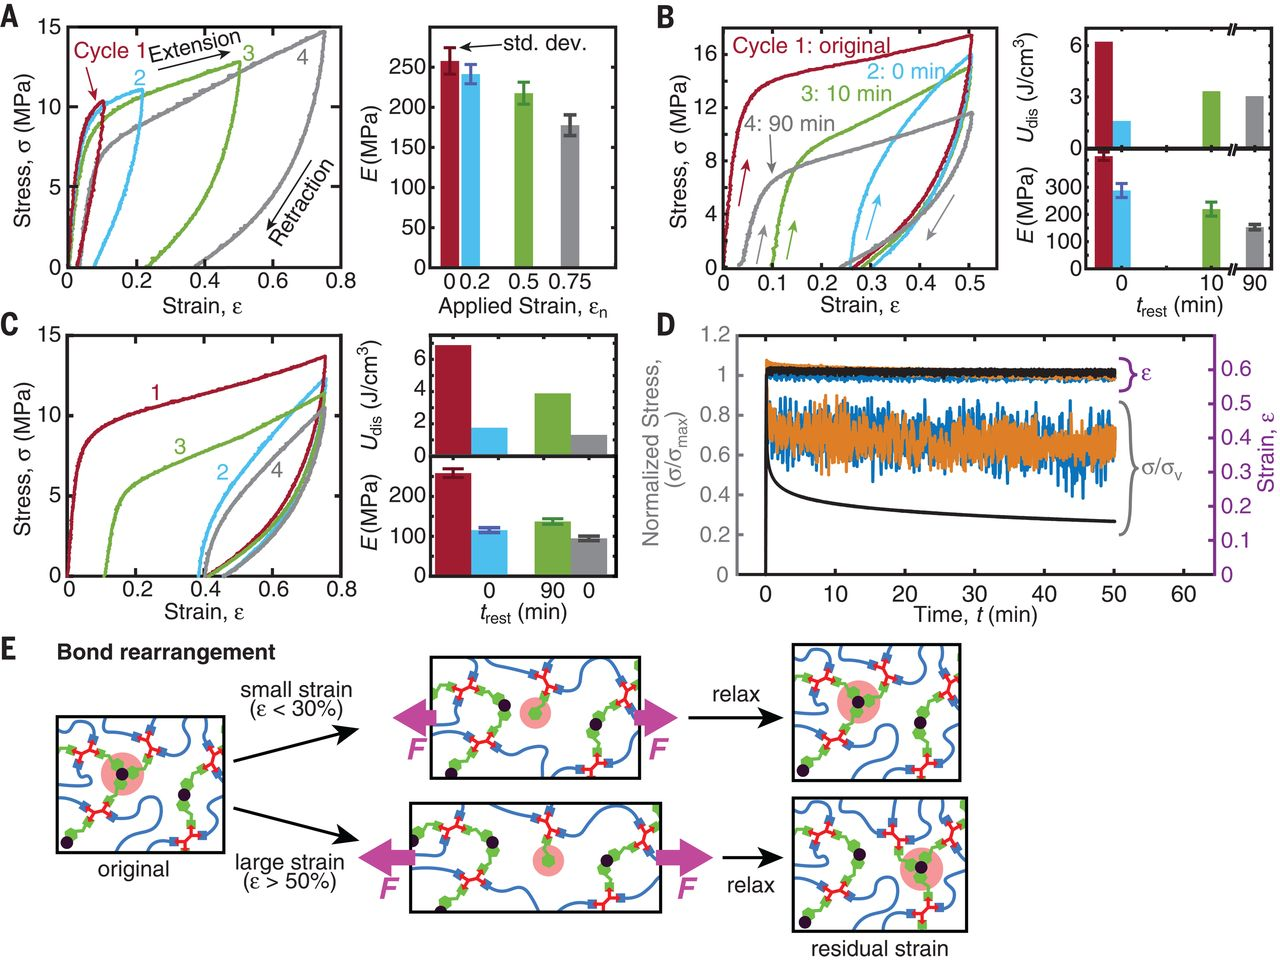 A
15
10
5
0
Stress, σ (MPa)
0
0.2
0.4
0.6
0.8
Strain, ε
Cycle 1
2
Extension
3
4
Retraction
250
200
150
100
50
0
E (MPa)
std. dev.
0
0.2
0.5
0.75
Applied Strain, εn
B
16
12
8
4
0
Stress, σ (MPa)
0
0.1
0.2
0.3
0.4
0.5
Strain, ε
Cycle 1: original
2: 0 min
3: 10 min
4: 90 min
6
3
0
Udis (J/cm³)
300
200
100
0
E (MPa)
0
10
90
trest (min)
C
15
10
5
0
Stress, σ (MPa)
0
0.2
0.4
0.6
0.8
Strain, ε
1
3
2
4
6
4
2
0
Udis (J/cm³)
200
100
0
E (MPa)
0
90
0
trest (min)
D
1.2
1
0.8
0.6
0.4
0.2
0
Normalized Stress,
(σ/σmax)
0
10
20
30
40
50
60
Time, t (min)
ε
σ/σv
0.6
0.5
0.4
0.3
0.2
0.1
0
Strain, ε
E
Bond rearrangement
original
small strain
(ε < 30%)
F
F
relax
large strain
(ε > 50%)
F
F
relax
residual strain